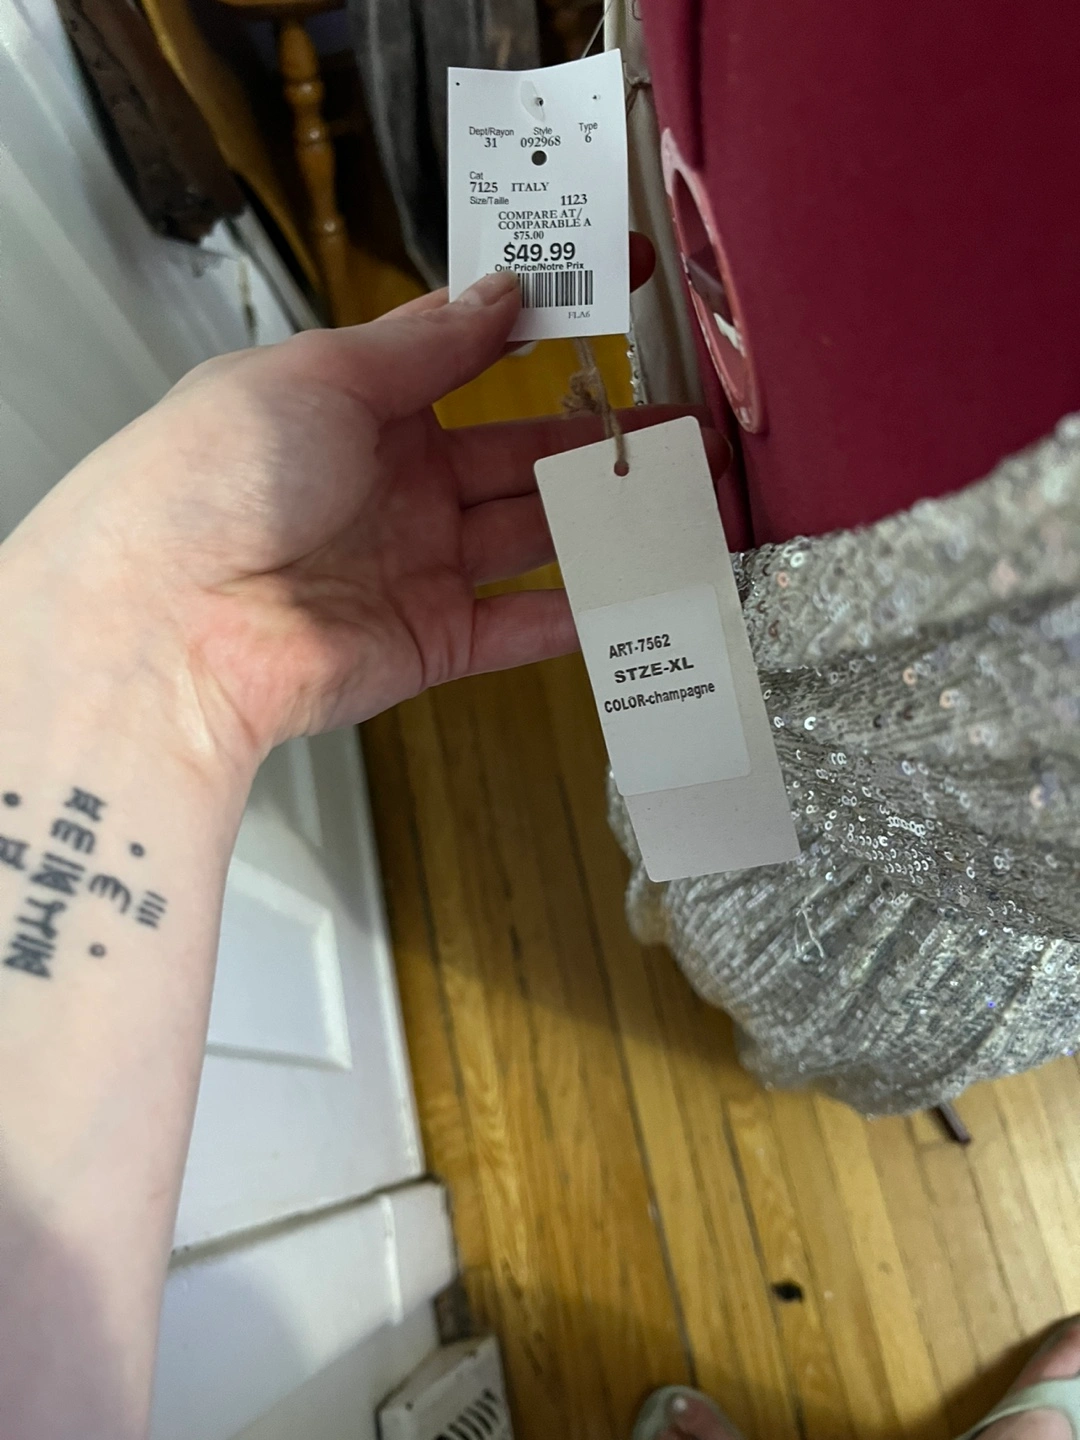 Dept/Rayon Style Type
31 092968 6
Cat
7125 ITALY
Size/Taille 1123
COMPARE AT/
COMPARABLE A
$75.00
$49.99
Our Price/Notre Prix
FLA6
ART-7562
STZE-XL
COLOR-champagne